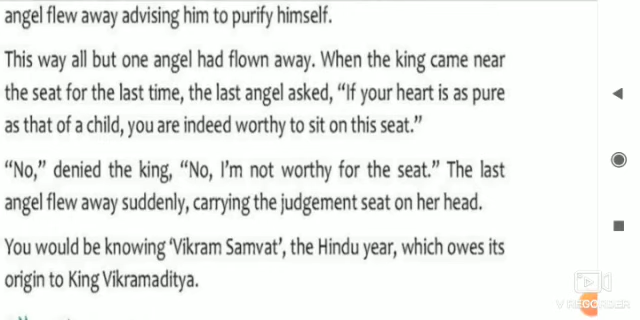 angel flew away advising him to purify himself.
This way all but one angel had flown away. When the king came near
the seat for the last time, the last angel asked, “If your heart is as pure
as that of a child, you are indeed worthy to sit on this seat.”
“No,” denied the king, “No, I’m not worthy for the seat.” The last
angel flew away suddenly, carrying the judgement seat on her head.
You would be knowing ‘Vikram Samvat’, the Hindu year, which owes its
origin to King Vikramaditya.
V RECORDER